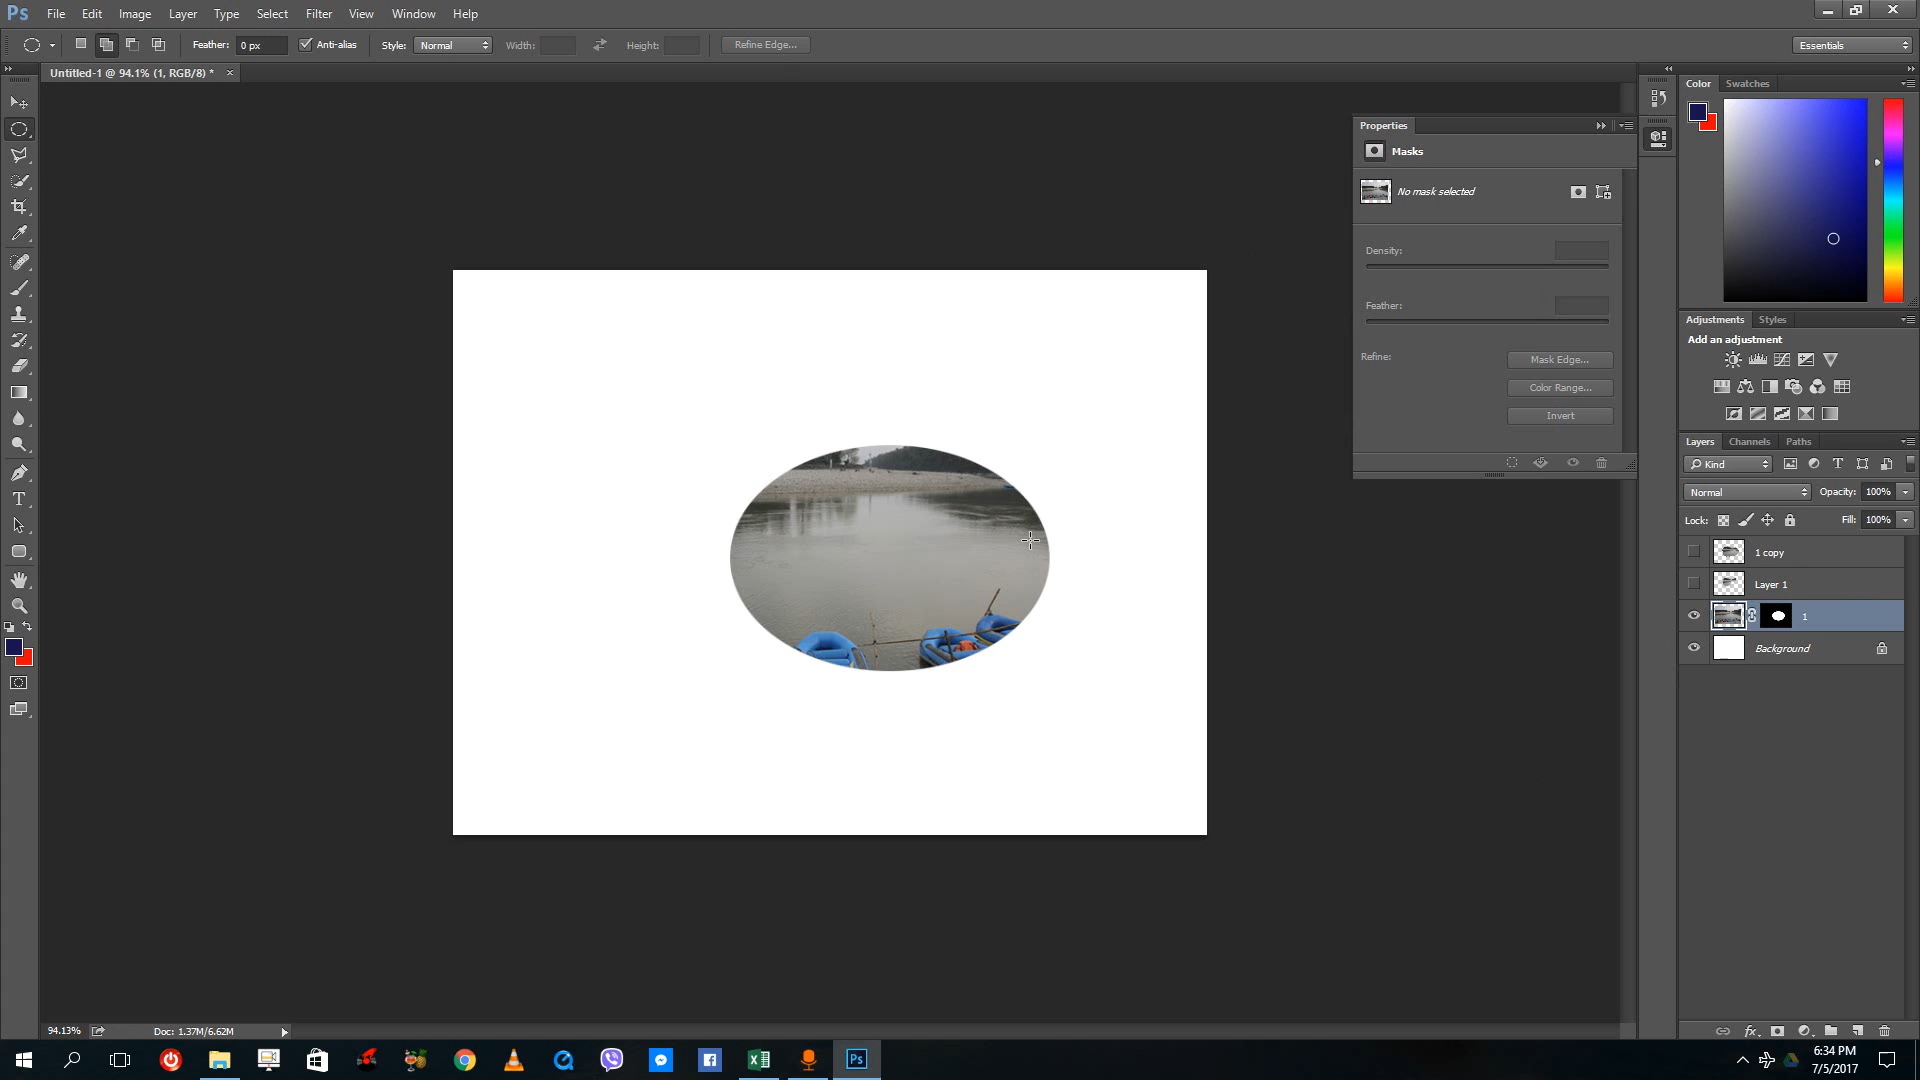 Ps File Edit Image Layer Type Select Filter View Window Help
Feather: 0 px Anti-alias Style: Normal Width: Height: Refine Edge... Essentials
Untitled-1 @ 94.1% (1, RGB/8) * ×
Color Swatches
Properties
Masks
No mask selected
Density:
Feather:
Refine: Mask Edge...
Color Range...
Invert
Adjustments Styles
Add an adjustment
Layers Channels Paths
Kind
Normal Opacity: 100%
Lock: Fill: 100%
1 copy
Layer 1
1
Background
94.13% Doc: 1.37M/6.62M
6:34 PM
7/5/2017